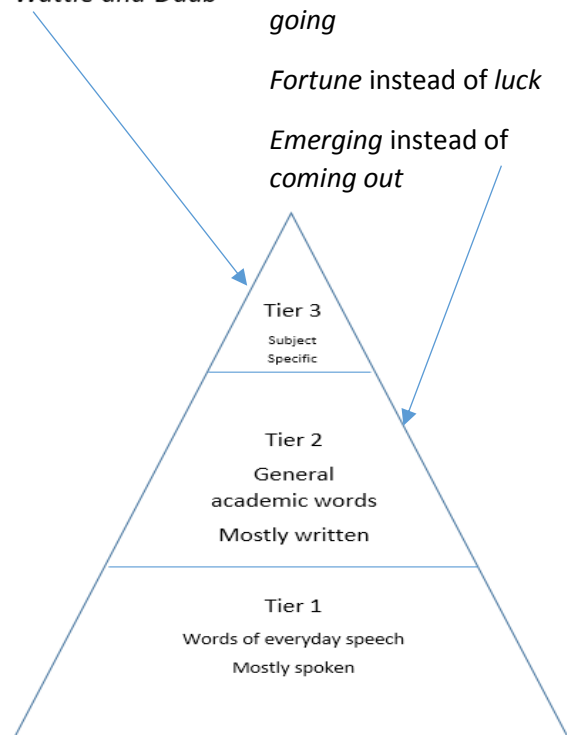 Wattle and Daub
going
Fortune instead of luck
Emerging instead of
coming out
Tier 3
Subject
Specific
Tier 2
General
academic words
Mostly written
Tier 1
Words of everyday speech
Mostly spoken